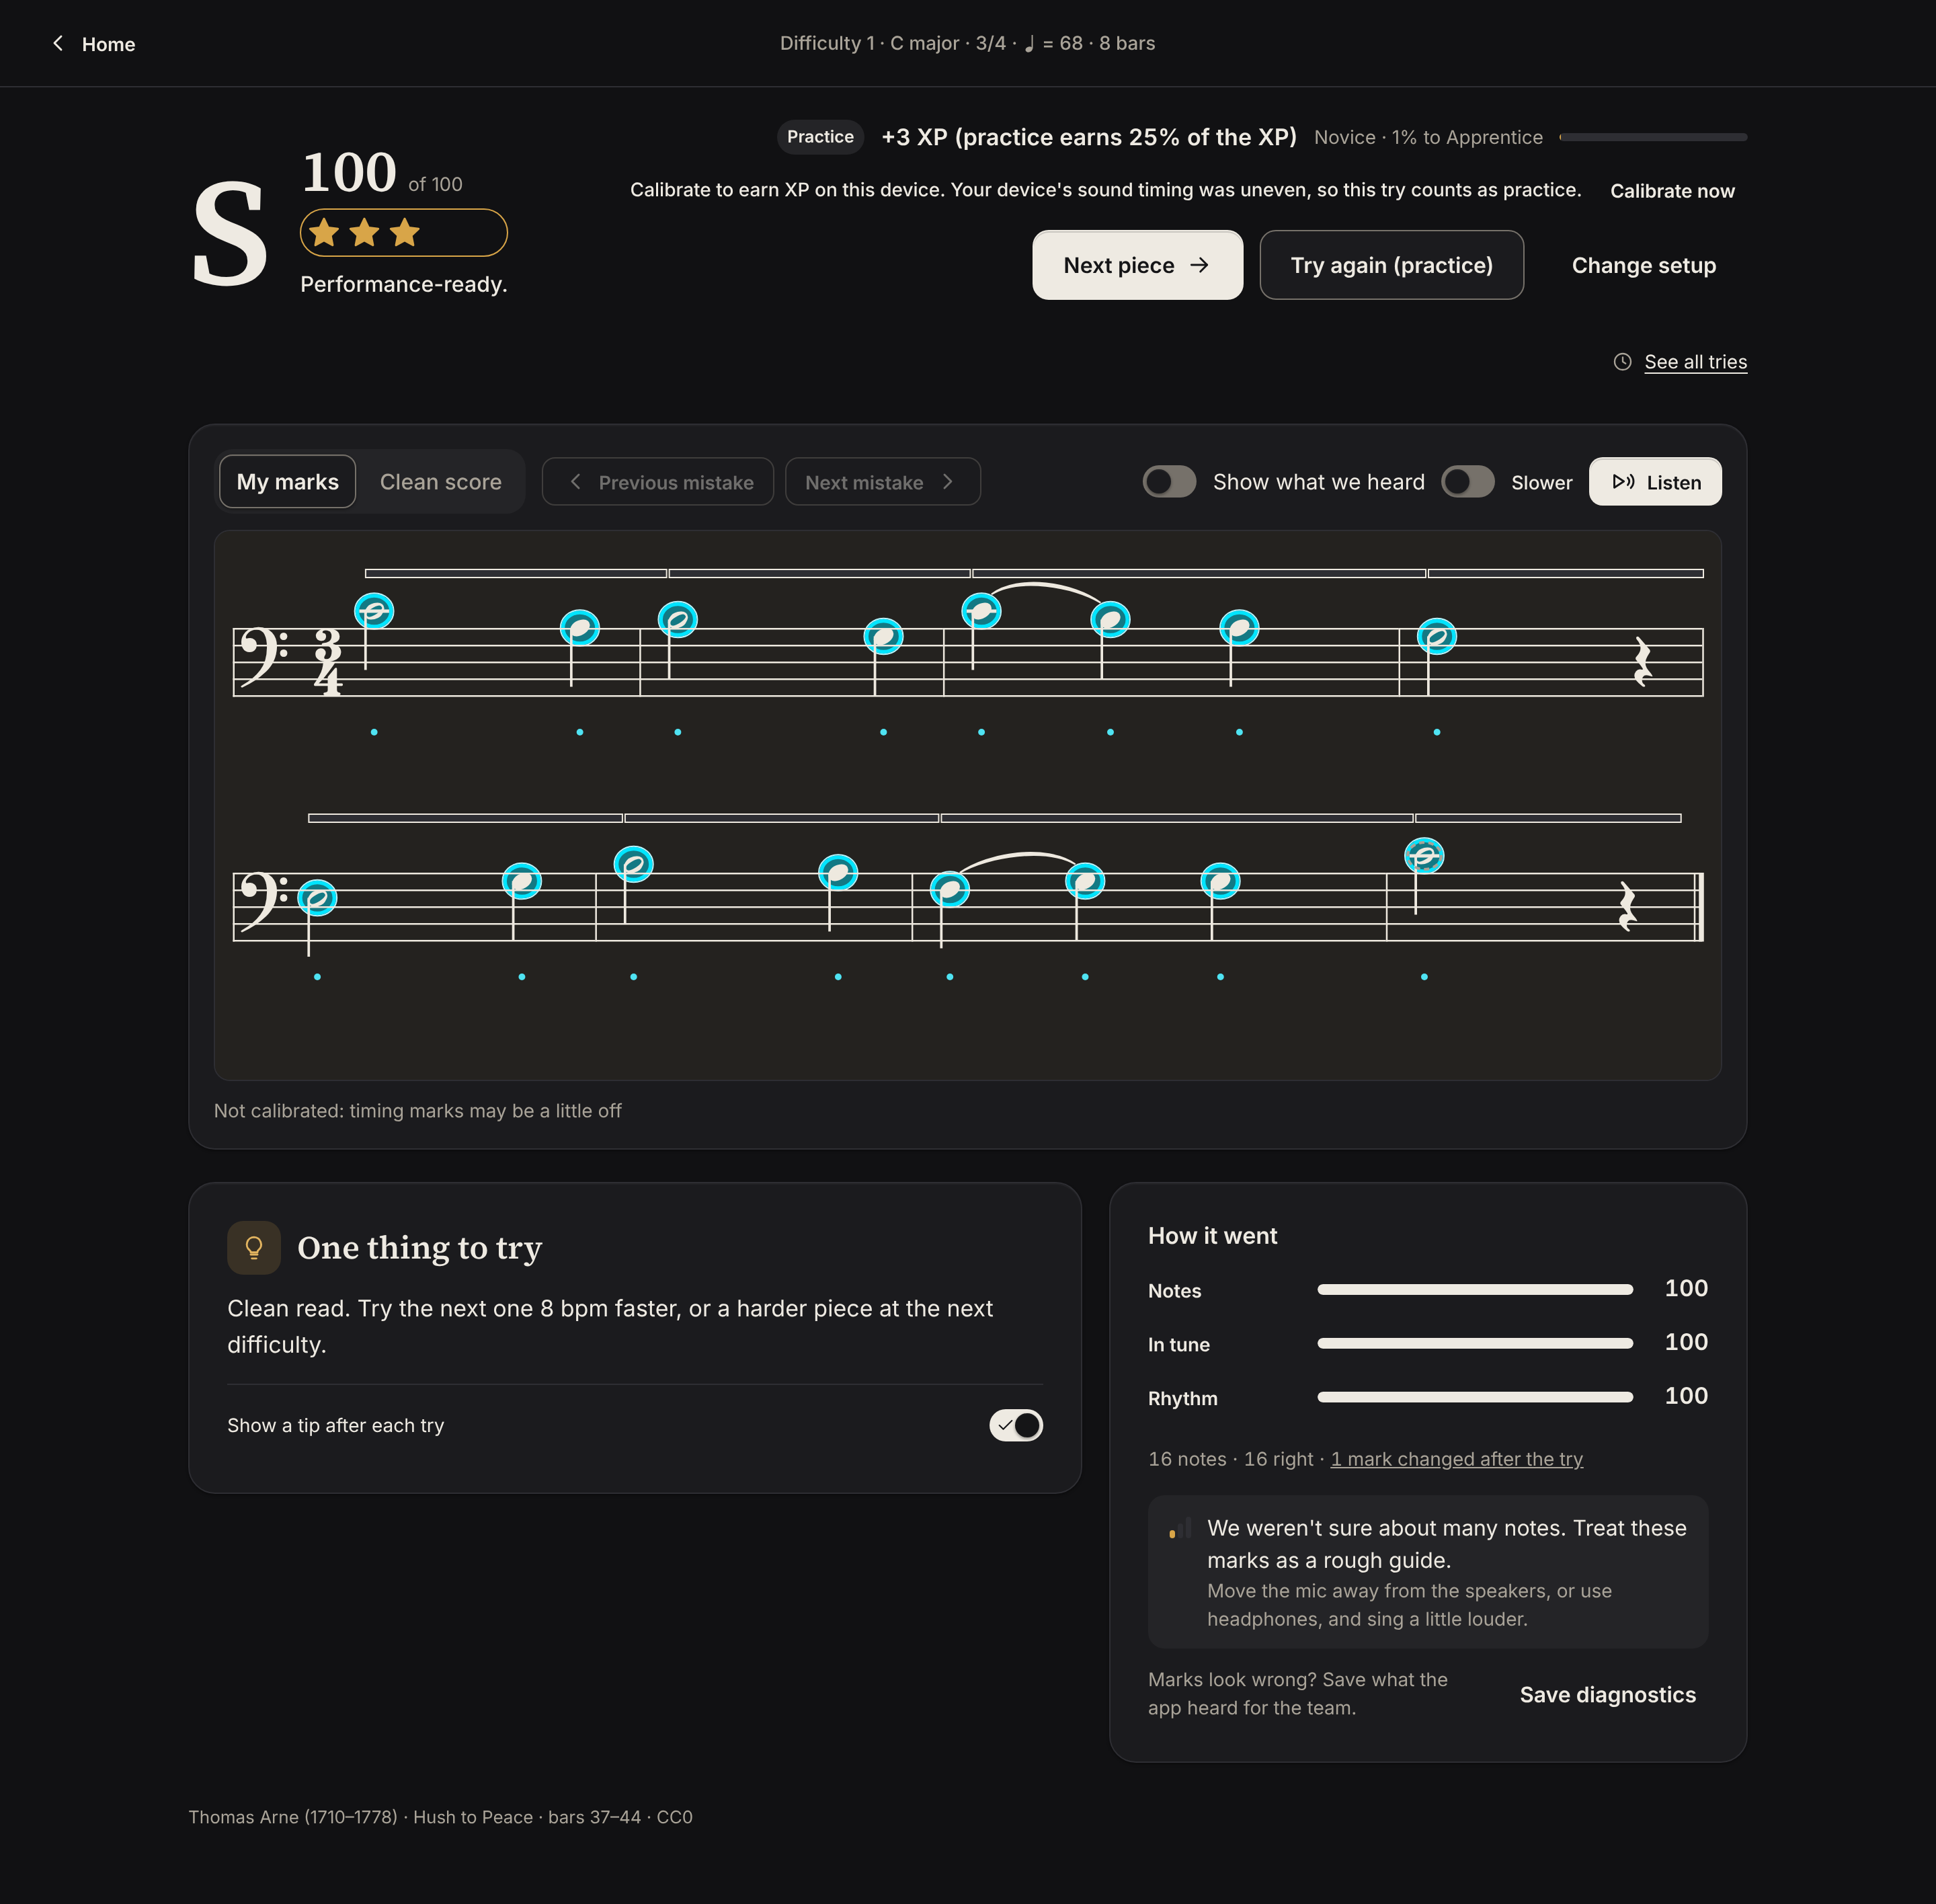 Home
Difficulty 1 · C major · 3/4 · ♩ = 68 · 8 bars
Practice +3 XP (practice earns 25% of the XP) Novice · 1% to Apprentice
S
100 of 100
Performance-ready.
Calibrate to earn XP on this device. Your device's sound timing was uneven, so this try counts as practice. Calibrate now
Next piece Try again (practice) Change setup
See all tries
My marks Clean score Previous mistake Next mistake Show what we heard Slower Listen
3
4
Not calibrated: timing marks may be a little off
One thing to try
Clean read. Try the next one 8 bpm faster, or a harder piece at the next
difficulty.
Show a tip after each try
How it went
Notes 100
In tune 100
Rhythm 100
16 notes · 16 right · 1 mark changed after the try
We weren't sure about many notes. Treat these
marks as a rough guide.
Move the mic away from the speakers, or use
headphones, and sing a little louder.
Marks look wrong? Save what the
app heard for the team.
Save diagnostics
Thomas Arne (1710–1778) · Hush to Peace · bars 37–44 · CC0